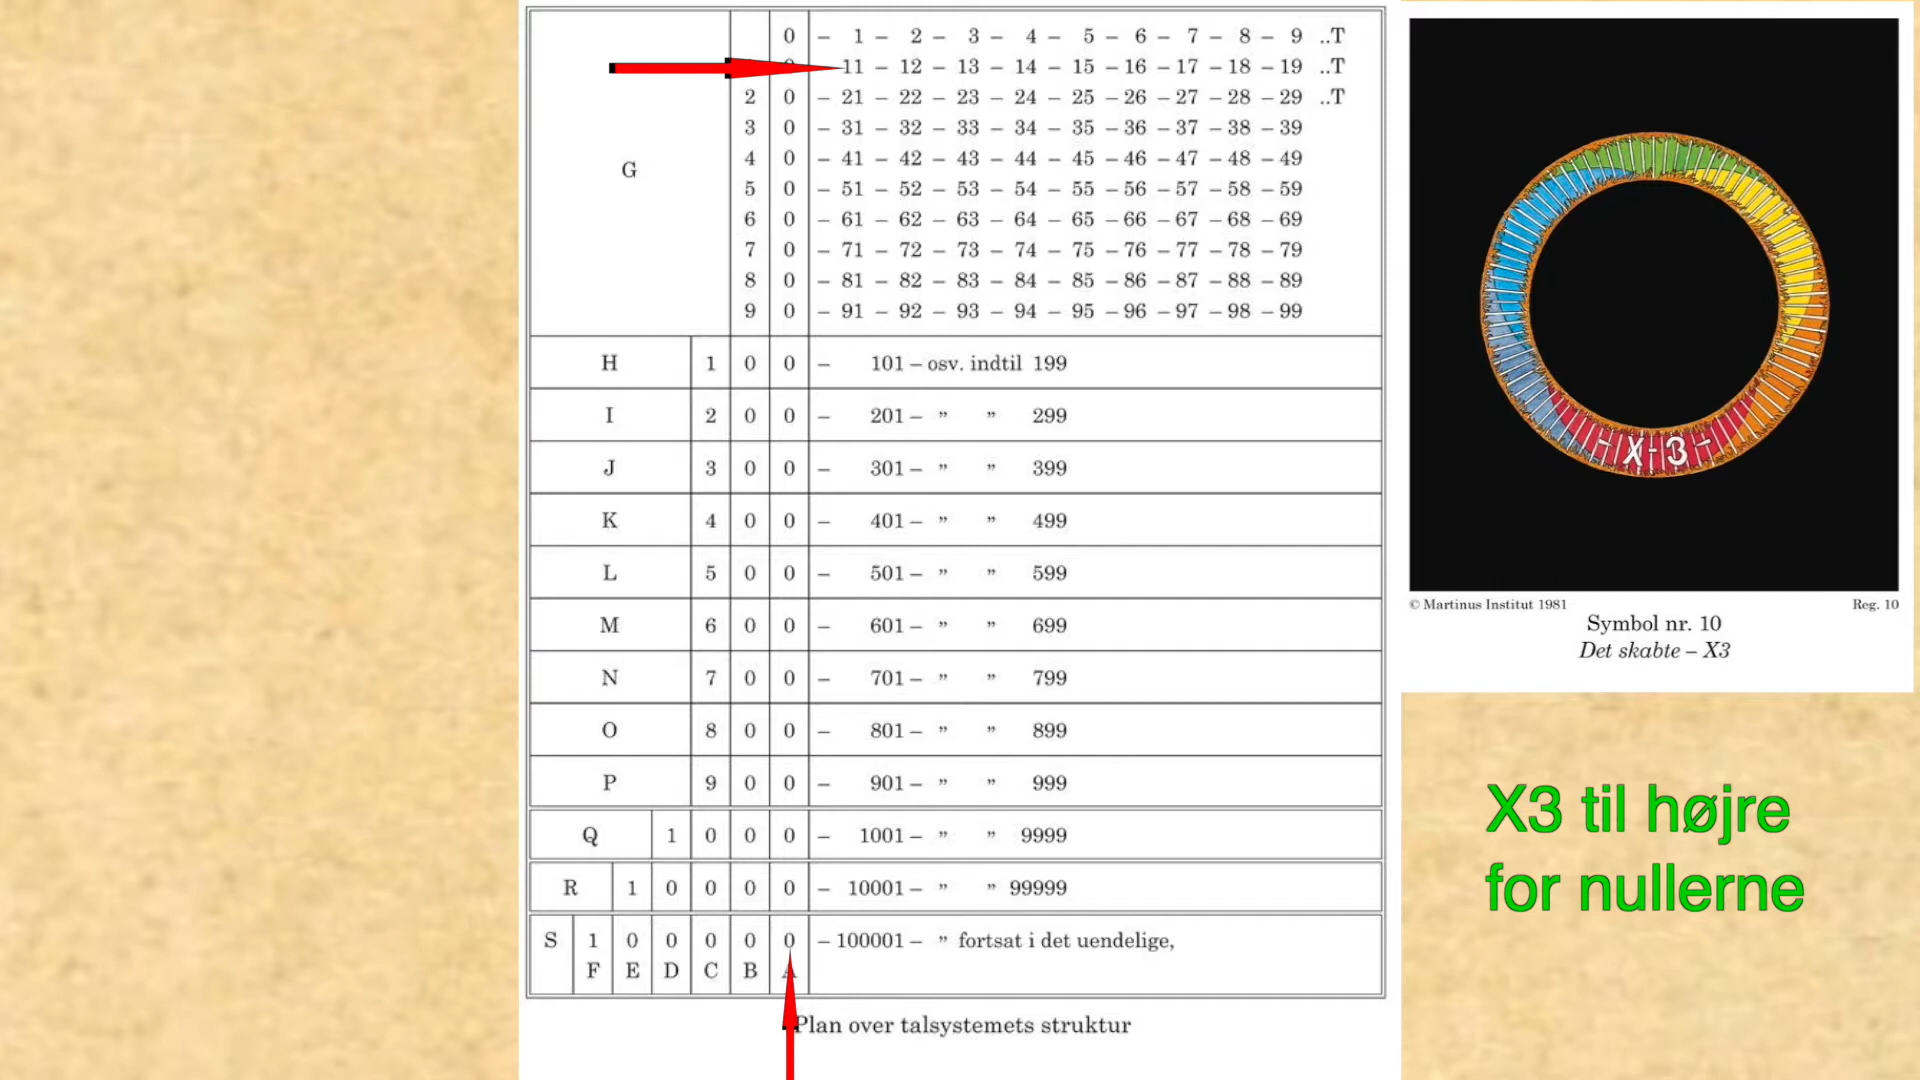 0 – 1 – 2 – 3 – 4 – 5 – 6 – 7 – 8 – 9 ..T
11 – 12 – 13 – 14 – 15 – 16 – 17 – 18 – 19 ..T
2 0 – 21 – 22 – 23 – 24 – 25 – 26 – 27 – 28 – 29 ..T
3 0 – 31 – 32 – 33 – 34 – 35 – 36 – 37 – 38 – 39
4 0 – 41 – 42 – 43 – 44 – 45 – 46 – 47 – 48 – 49
G
5 0 – 51 – 52 – 53 – 54 – 55 – 56 – 57 – 58 – 59
6 0 – 61 – 62 – 63 – 64 – 65 – 66 – 67 – 68 – 69
7 0 – 71 – 72 – 73 – 74 – 75 – 76 – 77 – 78 – 79
8 0 – 81 – 82 – 83 – 84 – 85 – 86 – 87 – 88 – 89
9 0 – 91 – 92 – 93 – 94 – 95 – 96 – 97 – 98 – 99
H 1 0 0 – 101 – osv. indtil 199
I 2 0 0 – 201 – ” ” 299
J 3 0 0 – 301 – ” ” 399
K 4 0 0 – 401 – ” ” 499
L 5 0 0 – 501 – ” ” 599
M 6 0 0 – 601 – ” ” 699
N 7 0 0 – 701 – ” ” 799
O 8 0 0 – 801 – ” ” 899
P 9 0 0 – 901 – ” ” 999
Q 1 0 0 0 – 1001 – ” ” 9999
R 1 0 0 0 0 – 10001 – ” ” 99999
S 1 0 0 0 0 0 – 100001 – ” fortsat i det uendelige,
F E D C B A
Plan over talsystemets struktur
- X - 3 -
© Martinus Institut 1981 Reg. 10
Symbol nr. 10
Det skabte – X3
X3 til højre
for nullerne